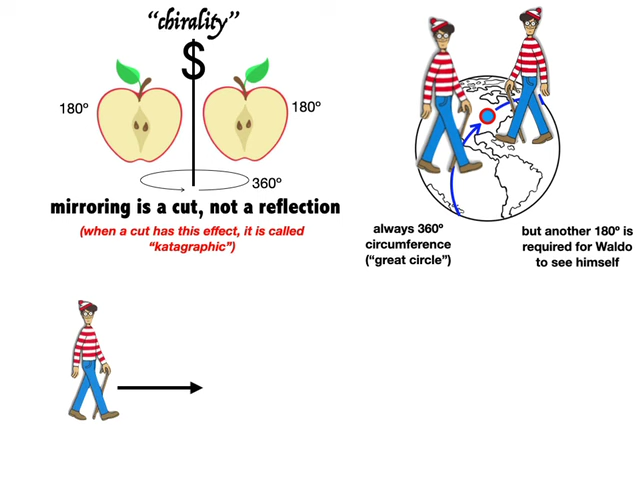 “chirality”
$
180º
180º
360º
mirroring is a cut, not a reflection
(when a cut has this effect, it is called
“katagraphic”)
always 360º
circumference
(“great circle”)
but another 180º is
required for Waldo
to see himself